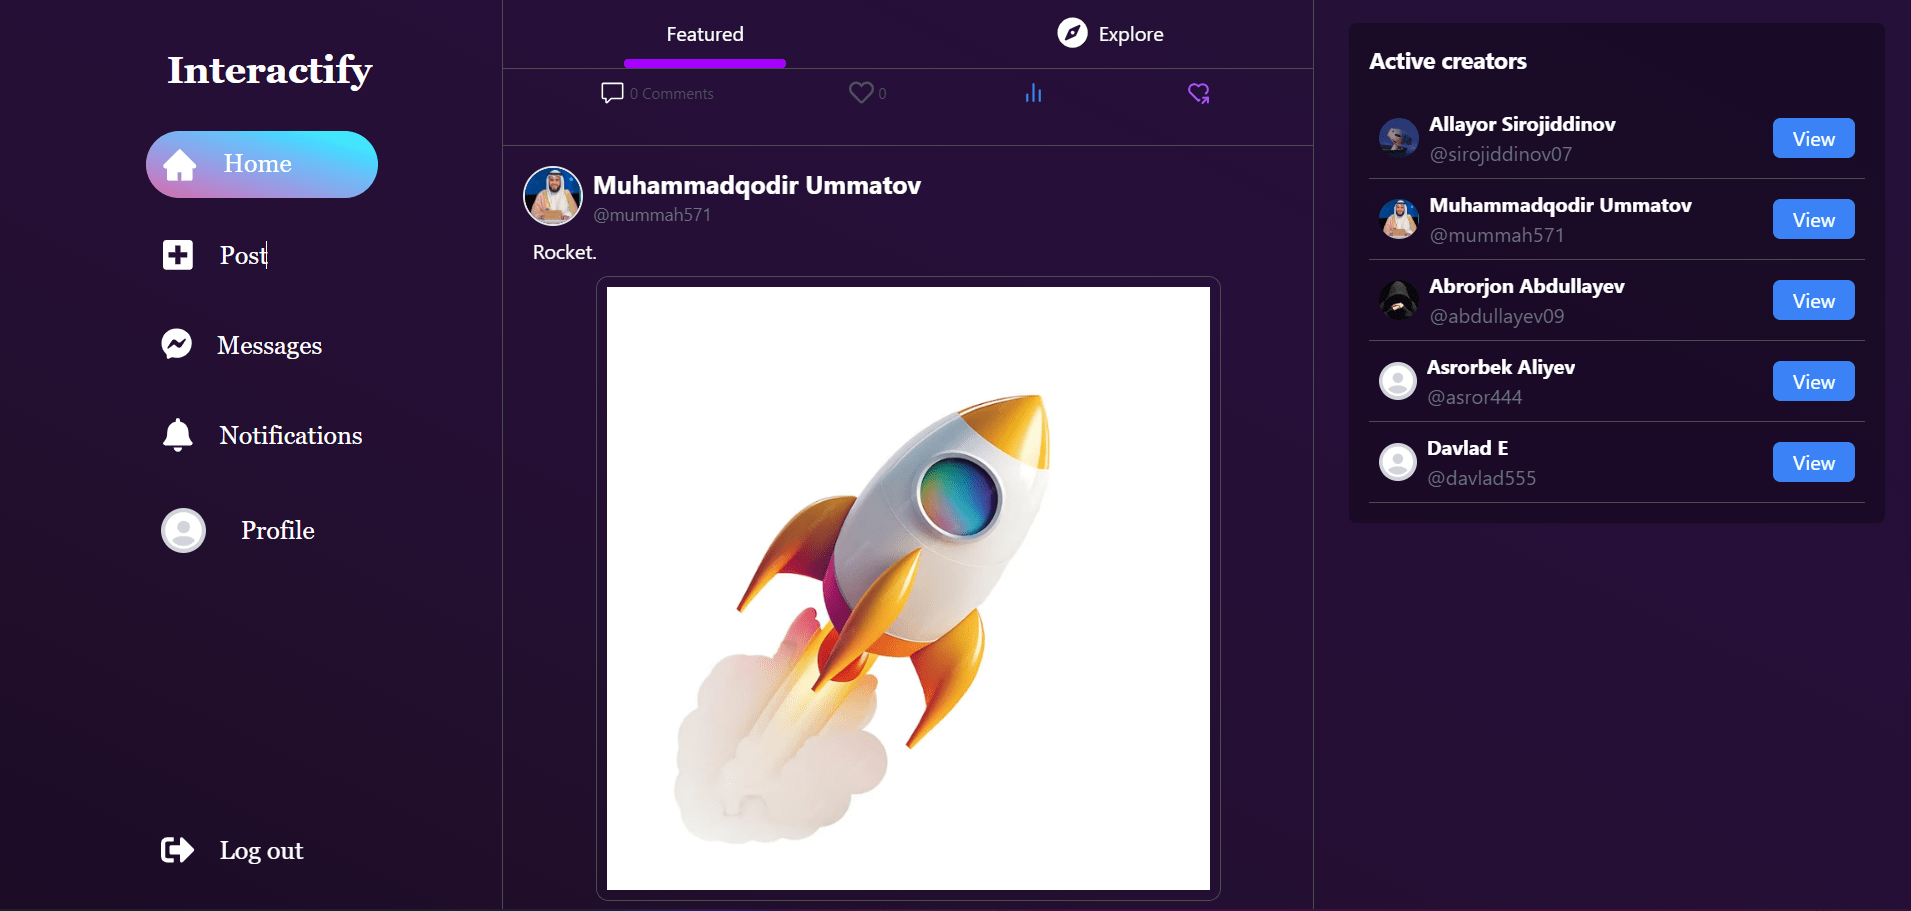 Interactify
Home
Post
Messages
Notifications
Profile
Log out
Featured
Explore
0 Comments
0
Muhammadqodir Ummatov
@mummah571
Rocket.
Active creators
Allayor Sirojiddinov
@sirojiddinov07
View
Muhammadqodir Ummatov
@mummah571
View
Abrorjon Abdullayev
@abdullayev09
View
Asrorbek Aliyev
@asror444
View
Davlad E
@davlad555
View